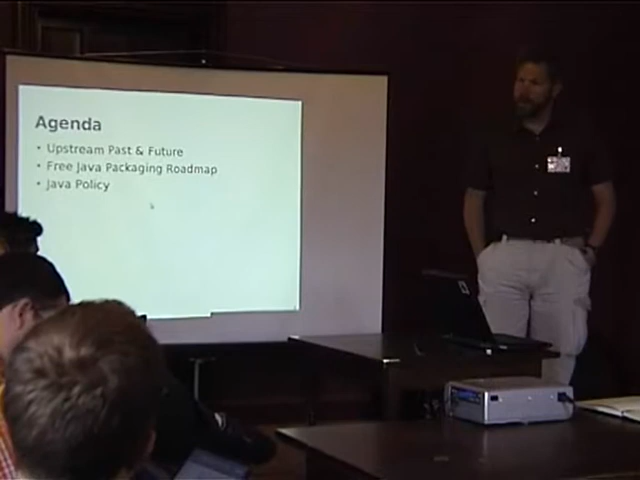 Agenda
• Upstream Past & Future
• Free Java Packaging Roadmap
• Java Policy